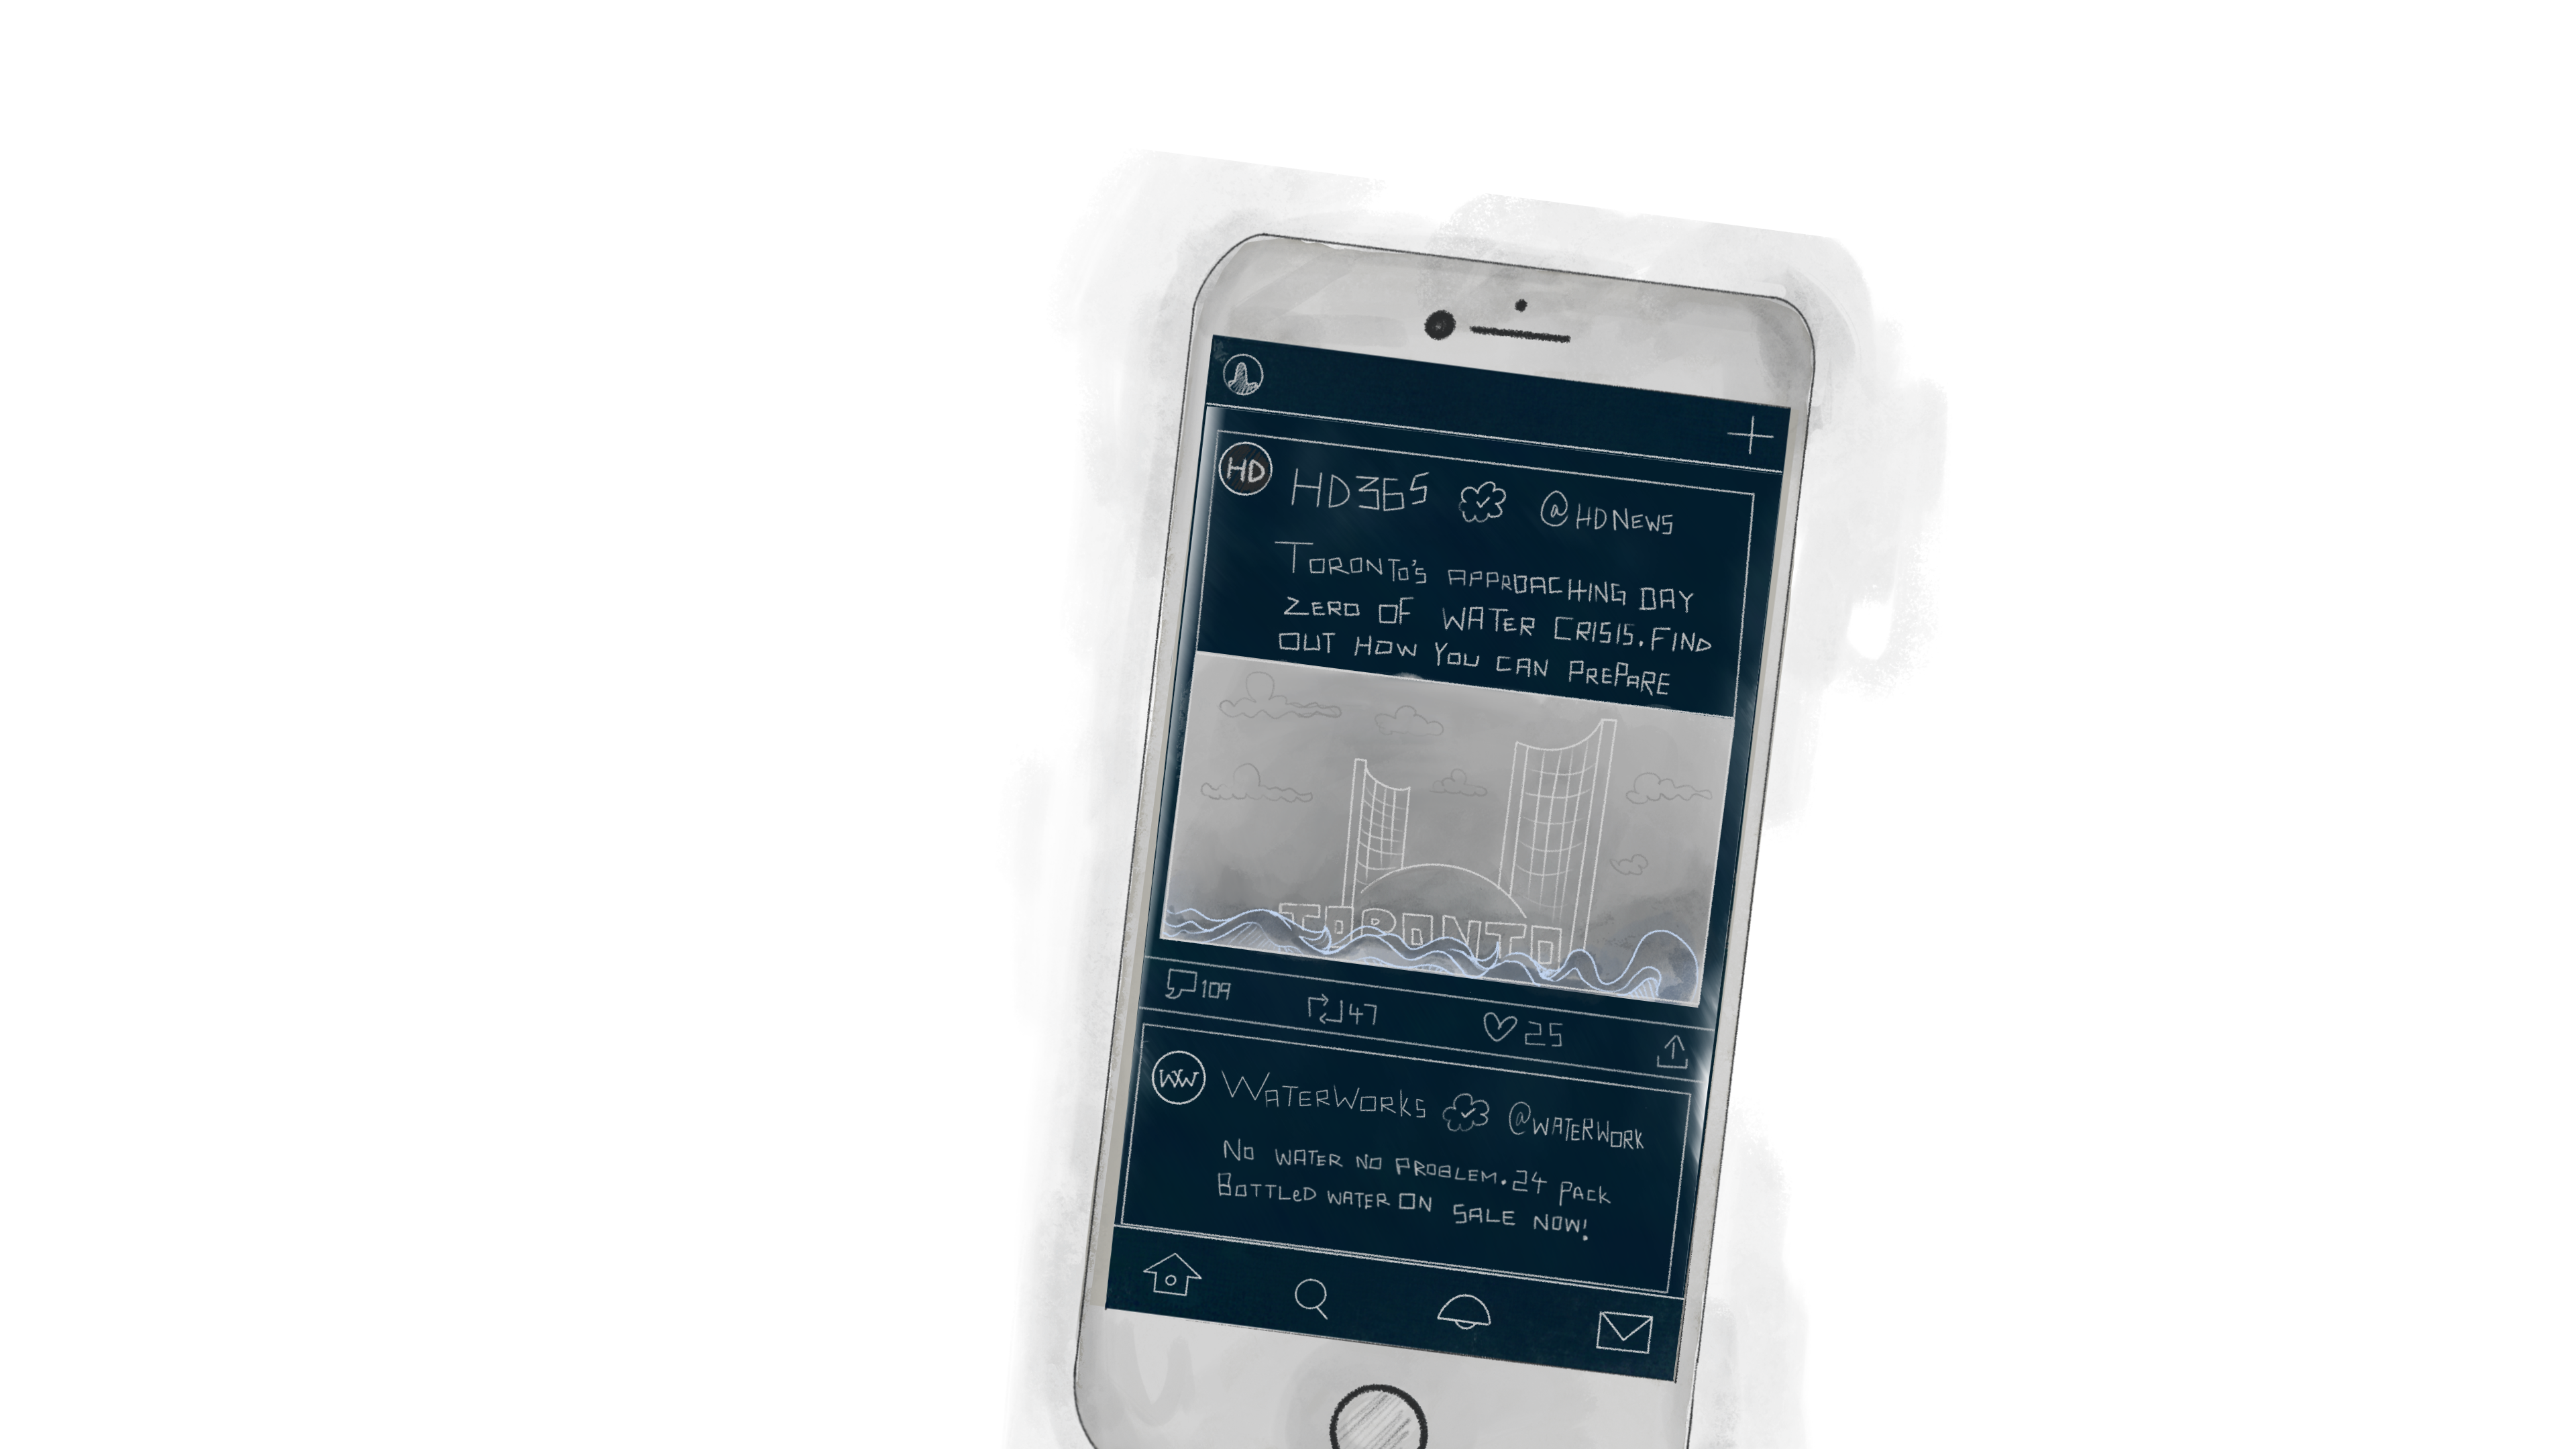 HD
HD365 @HDNEWS
TORONTO'S APPROACHING DAY
ZERO OF WATER CRISIS. FIND
OUT HOW YOU CAN PREPARE
TORONTO
109 47 25
WW
WATERWORKS @WATERWORK
NO WATER NO PROBLEM. 24 PACK
BOTTLeD WATER ON SALE NOW!